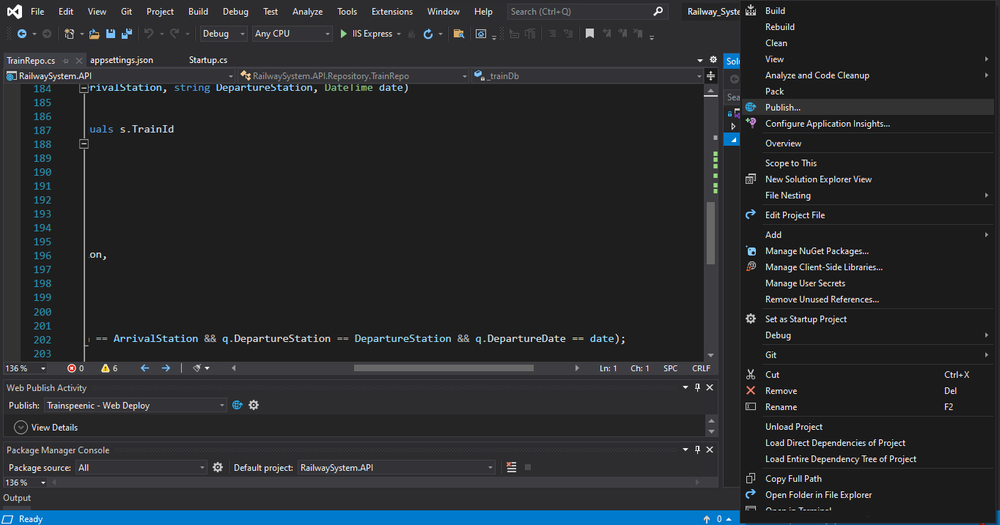 File Edit View Git Project Build Debug Test Analyze Tools Extensions Window Help Search (Ctrl+Q) Railway_Syste
Debug Any CPU IIS Express
TrainRepo.cs appsettings.json Startup.cs
RailwaySystem.API RailwaySystem.API.Repository.TrainRepo _trainDb
184 rivalStation, string DepartureStation, DateTime date)
185
186
187 uals s.TrainId
188
189
190
191
192
193
194
195
196 on,
197
198
199
200
201
202 == ArrivalStation && q.DepartureStation == DepartureStation && q.DepartureDate == date);
203
136 % 0 6 Ln: 1 Ch: 1 SPC CRLF
Web Publish Activity
Publish: Trainspeenic - Web Deploy
View Details
Package Manager Console
Package source: All Default project: RailwaySystem.API
136 %
Output
Ready 0
Solu
Sea
Build
Rebuild
Clean
View
Analyze and Code Cleanup
Pack
Publish...
Configure Application Insights...
Overview
Scope to This
New Solution Explorer View
File Nesting
Edit Project File
Add
Manage NuGet Packages...
Manage Client-Side Libraries...
Manage User Secrets
Remove Unused References...
Set as Startup Project
Debug
Git
Cut Ctrl+X
Remove Del
Rename F2
Unload Project
Load Direct Dependencies of Project
Load Entire Dependency Tree of Project
Copy Full Path
Open Folder in File Explorer
Open in Terminal